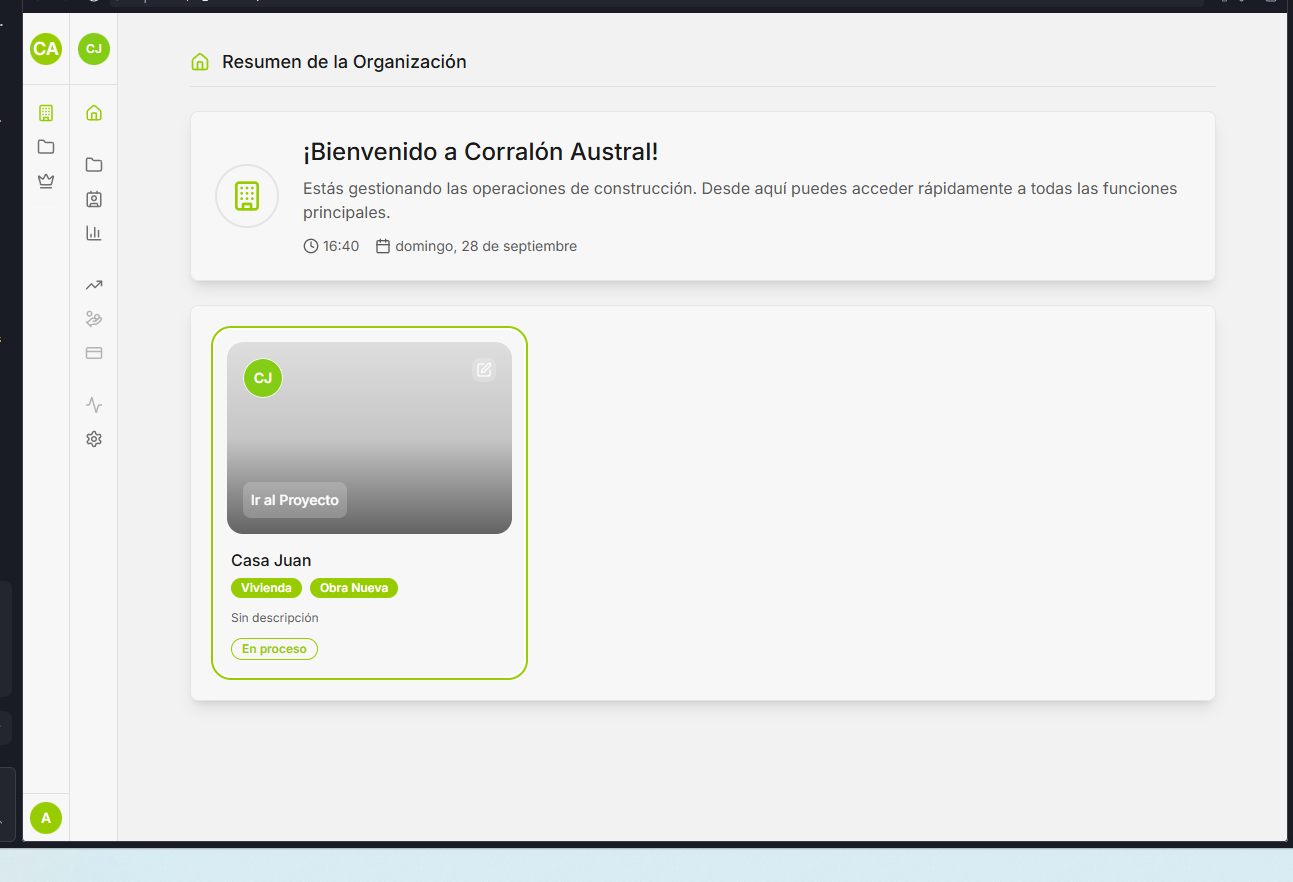 CA
CJ
Resumen de la Organización
¡Bienvenido a Corralón Austral!
Estás gestionando las operaciones de construcción. Desde aquí puedes acceder rápidamente a todas las funciones
principales.
16:40 domingo, 28 de septiembre
CJ
Ir al Proyecto
Casa Juan
Vivienda Obra Nueva
Sin descripción
En proceso
A